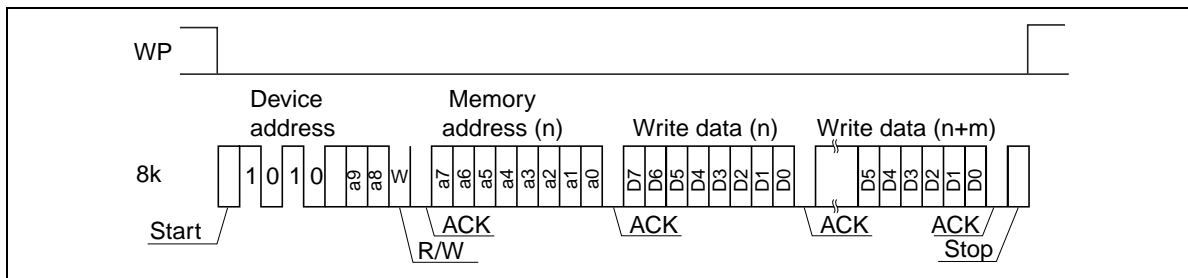 WP
Device address
Memory address (n)
Write data (n)
Write data (n+m)
8k
1 0 1 0 a9 a8 W a7 a6 a5 a4 a3 a2 a1 a0 D7 D6 D5 D4 D3 D2 D1 D0 D5 D4 D3 D2 D1 D0
Start
ACK
ACK
ACK
ACK
R/W
Stop